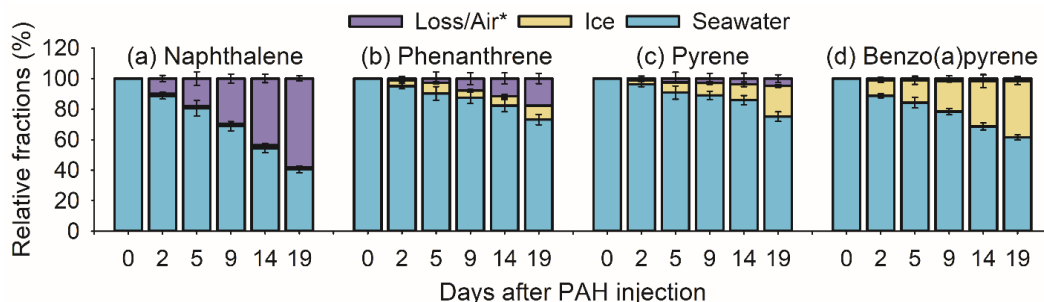 Loss/Air* Ice Seawater
(a) Naphthalene (b) Phenanthrene (c) Pyrene (d) Benzo(a)pyrene
Relative fractions (%)
120
100
80
60
40
20
0
0 2 5 9 14 19 0 2 5 9 14 19 0 2 5 9 14 19 0 2 5 9 14 19
Days after PAH injection